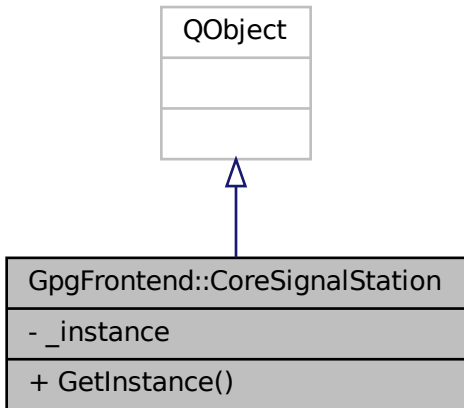 QObject
GpgFrontend::CoreSignalStation
- _instance
+ GetInstance()